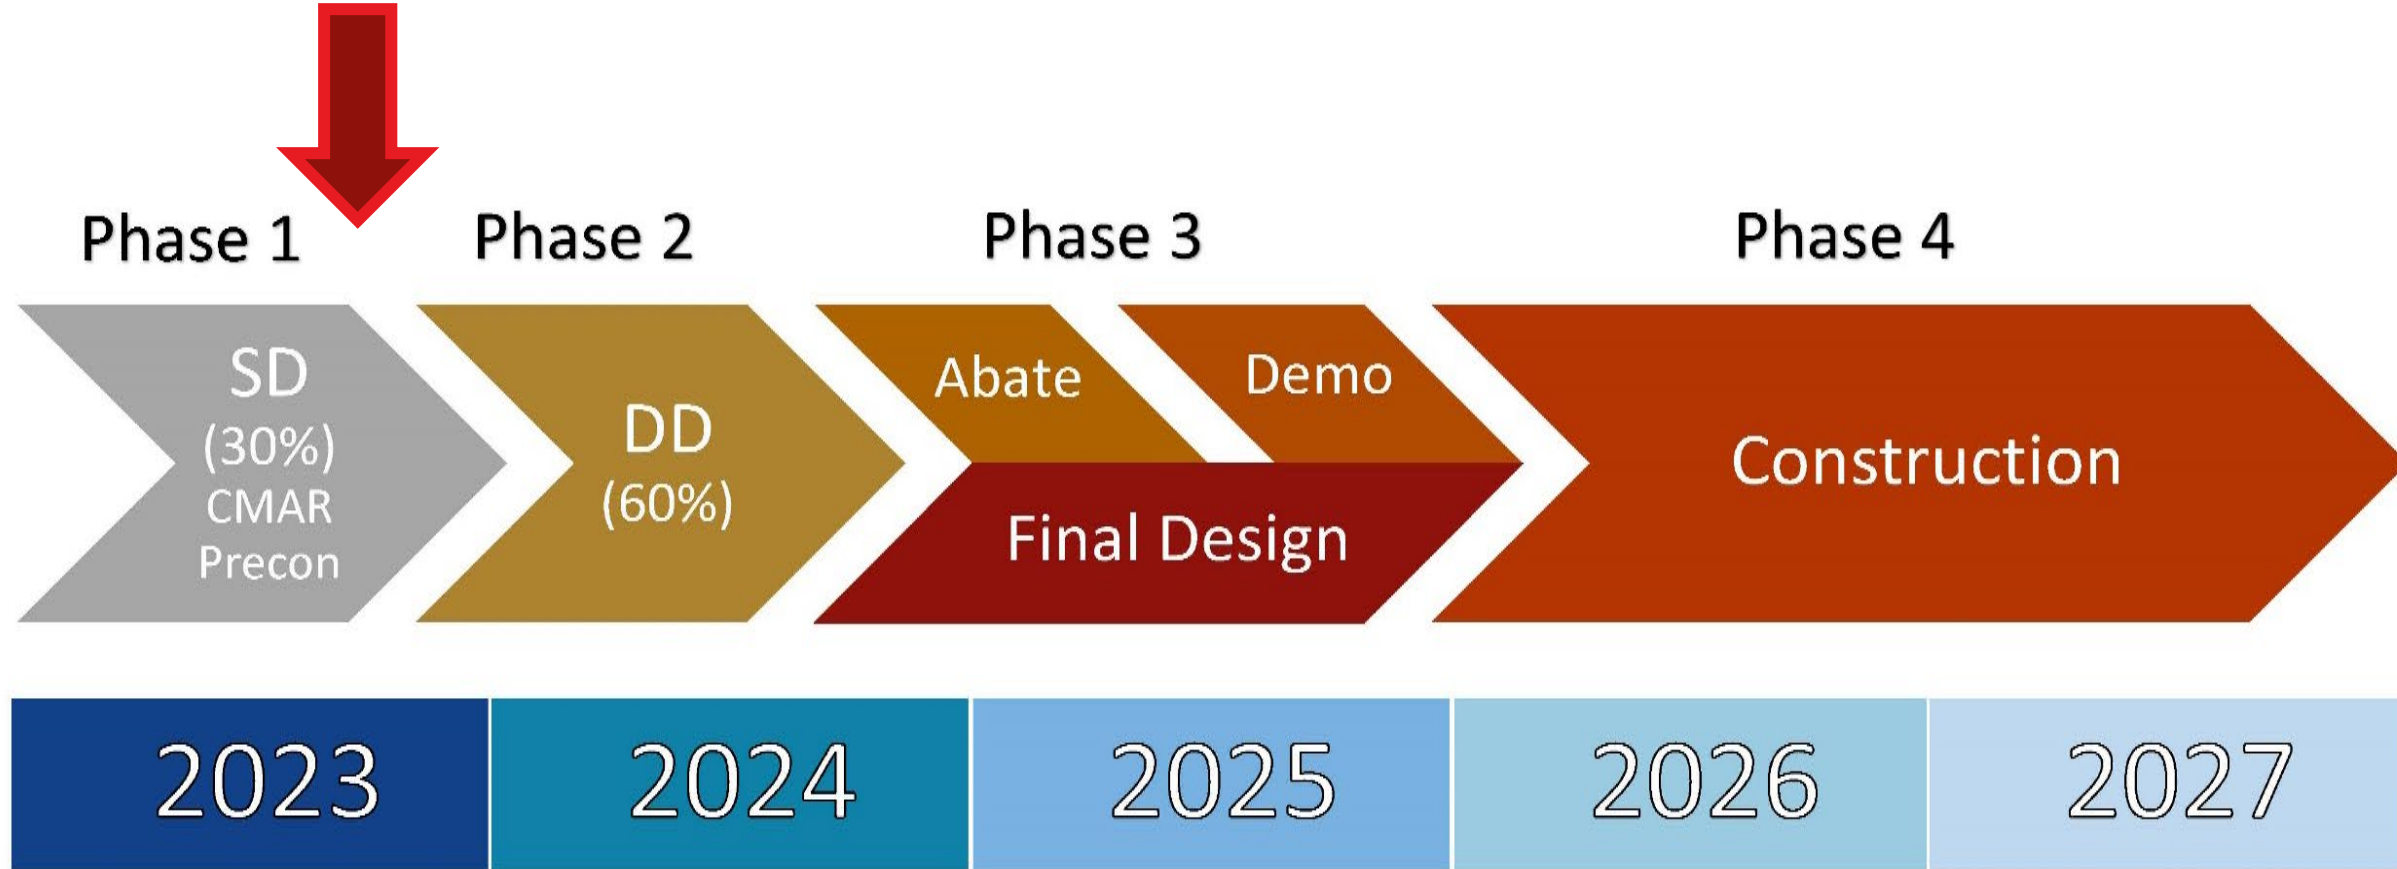 Phase 1
Phase 2
Phase 3
Phase 4
SD
(30%)
CMAR
Precon
DD
(60%)
Abate
Demo
Final Design
Construction
2023
2024
2025
2026
2027